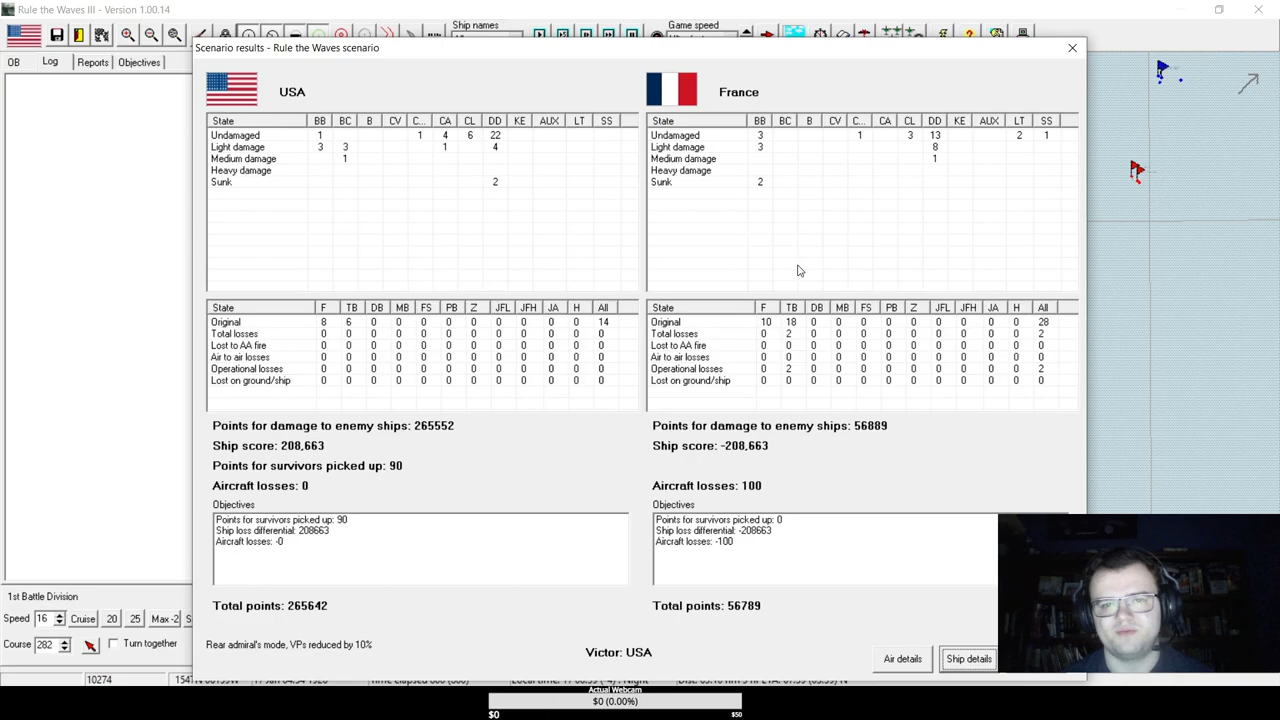 Rule the Waves III - Version 1.00.14
Ship names
Game speed
OB Log Reports Objectives
Scenario results - Rule the Waves scenario
USA
State BB BC B CV C... CA CL DD KE AUX LT SS
Undamaged 1 1 4 6 22
Light damage 3 3 1 4
Medium damage 1
Heavy damage
Sunk 2
State F TB DB MB FS PB Z JFL JFH JA H All
Original 8 6 0 0 0 0 0 0 0 0 0 14
Total losses 0 0 0 0 0 0 0 0 0 0 0 0
Lost to AA fire 0 0 0 0 0 0 0 0 0 0 0 0
Air to air losses 0 0 0 0 0 0 0 0 0 0 0 0
Operational losses 0 0 0 0 0 0 0 0 0 0 0 0
Lost on ground/ship 0 0 0 0 0 0 0 0 0 0 0 0
Points for damage to enemy ships: 265552
Ship score: 208,663
Points for survivors picked up: 90
Aircraft losses: 0
Objectives
Points for survivors picked up: 90
Ship loss differential: 208663
Aircraft losses: -0
Total points: 265642
Rear admiral's mode, VPs reduced by 10%
France
State BB BC B CV C... CA CL DD KE AUX LT SS
Undamaged 3 1 3 13 2 1
Light damage 3 8
Medium damage 1
Heavy damage
Sunk 2
State F TB DB MB FS PB Z JFL JFH JA H All
Original 10 18 0 0 0 0 0 0 0 0 0 28
Total losses 0 2 0 0 0 0 0 0 0 0 0 2
Lost to AA fire 0 0 0 0 0 0 0 0 0 0 0 0
Air to air losses 0 0 0 0 0 0 0 0 0 0 0 0
Operational losses 0 2 0 0 0 0 0 0 0 0 0 2
Lost on ground/ship 0 0 0 0 0 0 0 0 0 0 0 0
Points for damage to enemy ships: 56889
Ship score: -208,663
Aircraft losses: 100
Objectives
Points for survivors picked up: 0
Ship loss differential: -208663
Aircraft losses: -100
Total points: 56789
Victor: USA
Air details Ship details
1st Battle Division
Speed 16 Cruise 20 25 Max -2 S
Course 282 Turn together
10274
Actual Webcam
$0 (0.00%)
$0 $50